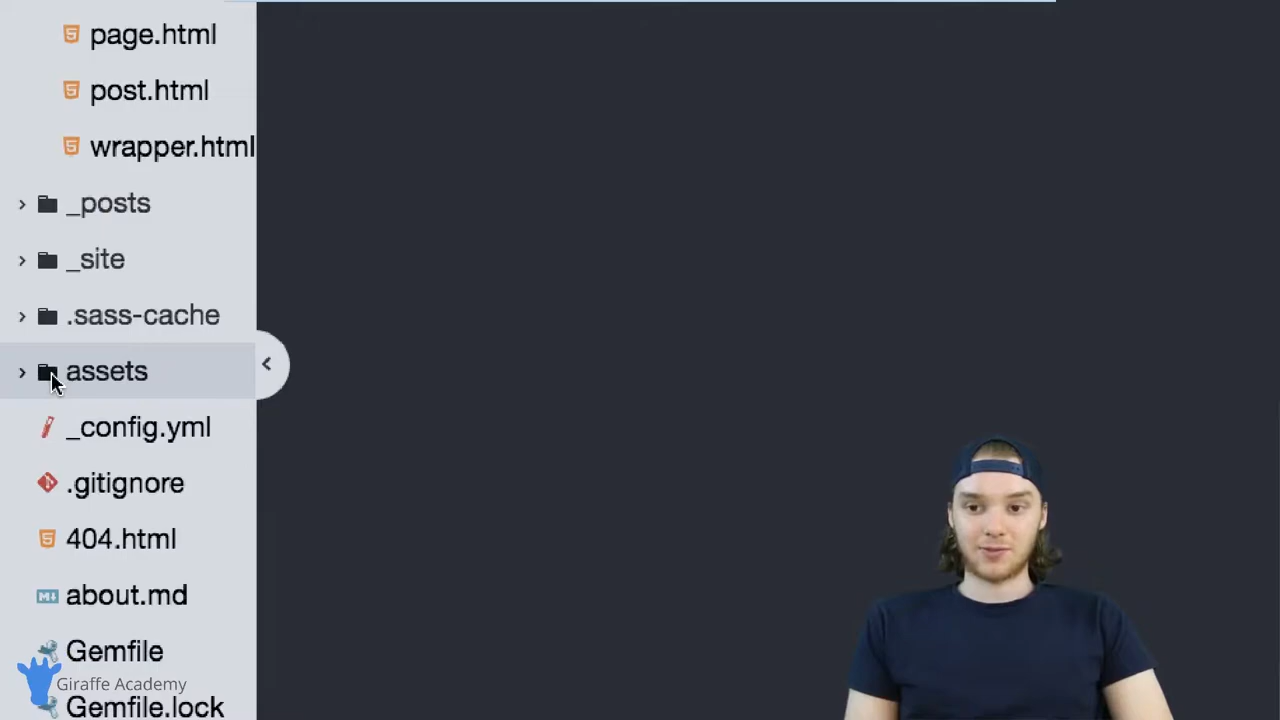 page.html
post.html
wrapper.html
_posts
_site
.sass-cache
assets
_config.yml
.gitignore
404.html
about.md
Gemfile
Giraffe Academy
Gemfile.lock